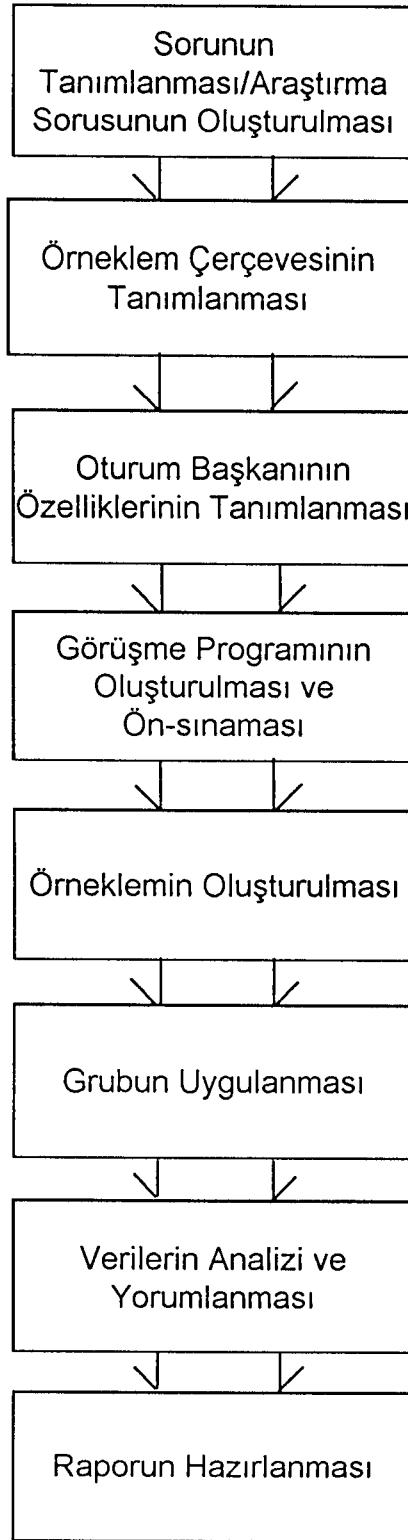 Sorunun
Tanımlanması/Araştırma
Sorusunun Oluşturulması
Örneklem Çerçevesinin
Tanımlanması
Oturum Başkanının
Özelliklerinin Tanımlanması
Görüşme Programının
Oluşturulması ve
Ön-sınaması
Örneklemin Oluşturulması
Grubun Uygulanması
Verilerin Analizi ve
Yorumlanması
Raporun Hazırlanması